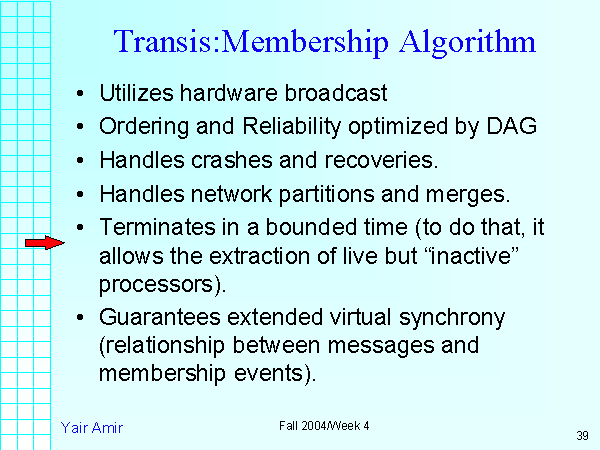 Transis:Membership Algorithm
• Utilizes hardware broadcast
• Ordering and Reliability optimized by DAG
• Handles crashes and recoveries.
• Handles network partitions and merges.
• Terminates in a bounded time (to do that, it
allows the extraction of live but “inactive”
processors).
• Guarantees extended virtual synchrony
(relationship between messages and
membership events).
Yair Amir
Fall 2004/Week 4
39